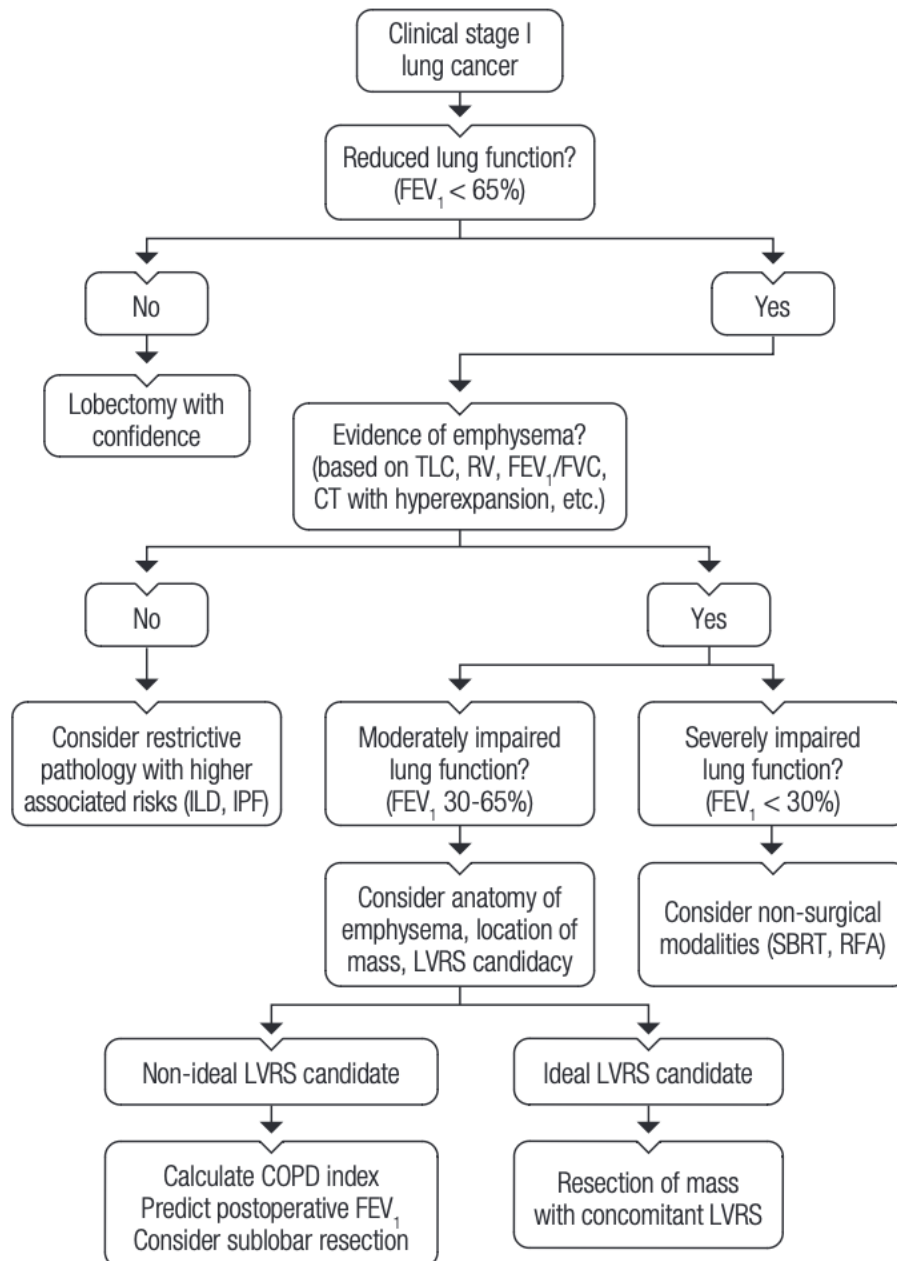 Clinical stage I
lung cancer
Reduced lung function?
(FEV₁ < 65%)
No
Yes
Lobectomy with
confidence
Evidence of emphysema?
(based on TLC, RV, FEV₁/FVC,
CT with hyperexpansion, etc.)
No
Yes
Consider restrictive
pathology with higher
associated risks (ILD, IPF)
Moderately impaired
lung function?
(FEV₁ 30-65%)
Severely impaired
lung function?
(FEV₁ < 30%)
Consider anatomy of
emphysema, location of
mass, LVRS candidacy
Consider non-surgical
modalities (SBRT, RFA)
Non-ideal LVRS candidate
Ideal LVRS candidate
Calculate COPD index
Predict postoperative FEV₁
Consider sublobar resection
Resection of mass
with concomitant LVRS